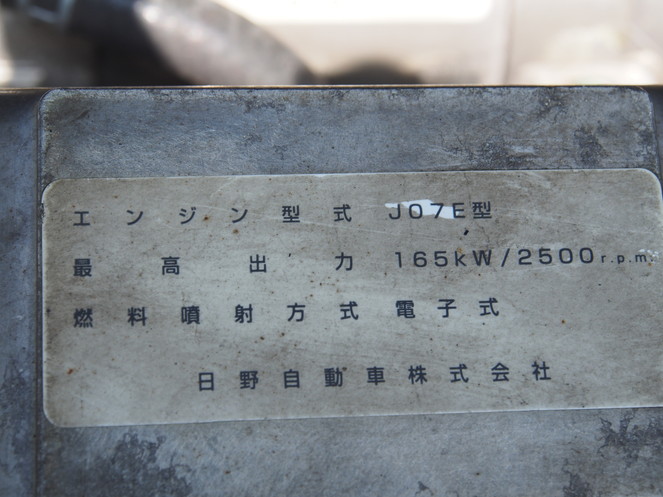 エンジン型式 J07E型
最高出力 165kW/2500r.p.m.
燃料噴射方式 電子式
日野自動車株式会社